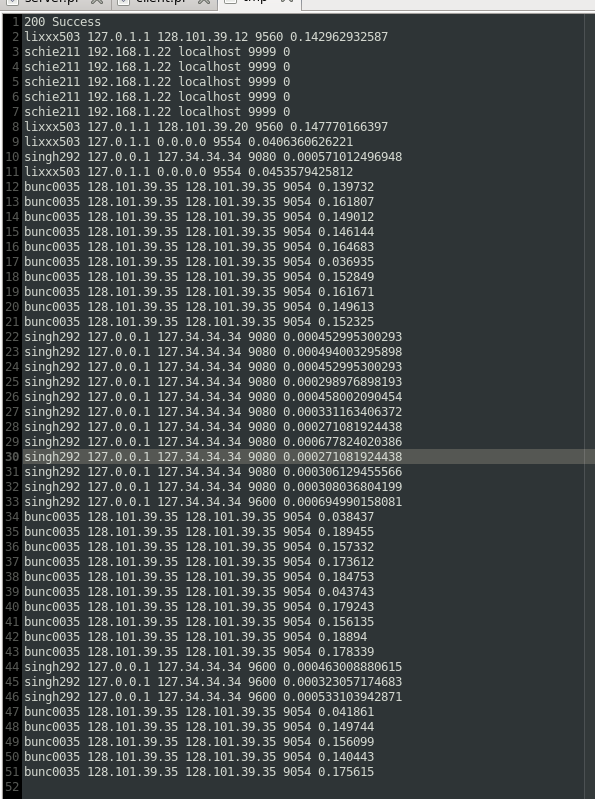 1 200 Success
2 lixxx503 127.0.1.1 128.101.39.12 9560 0.142962932587
3 schie211 192.168.1.22 localhost 9999 0
4 schie211 192.168.1.22 localhost 9999 0
5 schie211 192.168.1.22 localhost 9999 0
6 schie211 192.168.1.22 localhost 9999 0
7 schie211 192.168.1.22 localhost 9999 0
8 lixxx503 127.0.1.1 128.101.39.20 9560 0.147770166397
9 lixxx503 127.0.1.1 0.0.0.0 9554 0.0406360626221
10 singh292 127.0.0.1 127.34.34.34 9080 0.000571012496948
11 lixxx503 127.0.1.1 0.0.0.0 9554 0.0453579425812
12 bunc0035 128.101.39.35 128.101.39.35 9054 0.139732
13 bunc0035 128.101.39.35 128.101.39.35 9054 0.161807
14 bunc0035 128.101.39.35 128.101.39.35 9054 0.149012
15 bunc0035 128.101.39.35 128.101.39.35 9054 0.146144
16 bunc0035 128.101.39.35 128.101.39.35 9054 0.164683
17 bunc0035 128.101.39.35 128.101.39.35 9054 0.036935
18 bunc0035 128.101.39.35 128.101.39.35 9054 0.152849
19 bunc0035 128.101.39.35 128.101.39.35 9054 0.161671
20 bunc0035 128.101.39.35 128.101.39.35 9054 0.149613
21 bunc0035 128.101.39.35 128.101.39.35 9054 0.152325
22 singh292 127.0.0.1 127.34.34.34 9080 0.000452995300293
23 singh292 127.0.0.1 127.34.34.34 9080 0.000494003295898
24 singh292 127.0.0.1 127.34.34.34 9080 0.000452995300293
25 singh292 127.0.0.1 127.34.34.34 9080 0.000298976898193
26 singh292 127.0.0.1 127.34.34.34 9080 0.000458002090454
27 singh292 127.0.0.1 127.34.34.34 9080 0.000331163406372
28 singh292 127.0.0.1 127.34.34.34 9080 0.000271081924438
29 singh292 127.0.0.1 127.34.34.34 9080 0.000677824020386
30 singh292 127.0.0.1 127.34.34.34 9080 0.000271081924438
31 singh292 127.0.0.1 127.34.34.34 9080 0.000306129455566
32 singh292 127.0.0.1 127.34.34.34 9080 0.000308036804199
33 singh292 127.0.0.1 127.34.34.34 9600 0.000694990158081
34 bunc0035 128.101.39.35 128.101.39.35 9054 0.038437
35 bunc0035 128.101.39.35 128.101.39.35 9054 0.189455
36 bunc0035 128.101.39.35 128.101.39.35 9054 0.157332
37 bunc0035 128.101.39.35 128.101.39.35 9054 0.173612
38 bunc0035 128.101.39.35 128.101.39.35 9054 0.184753
39 bunc0035 128.101.39.35 128.101.39.35 9054 0.043743
40 bunc0035 128.101.39.35 128.101.39.35 9054 0.179243
41 bunc0035 128.101.39.35 128.101.39.35 9054 0.156135
42 bunc0035 128.101.39.35 128.101.39.35 9054 0.18894
43 bunc0035 128.101.39.35 128.101.39.35 9054 0.178339
44 singh292 127.0.0.1 127.34.34.34 9600 0.000463008880615
45 singh292 127.0.0.1 127.34.34.34 9600 0.000323057174683
46 singh292 127.0.0.1 127.34.34.34 9600 0.000533103942871
47 bunc0035 128.101.39.35 128.101.39.35 9054 0.041861
48 bunc0035 128.101.39.35 128.101.39.35 9054 0.149744
49 bunc0035 128.101.39.35 128.101.39.35 9054 0.156099
50 bunc0035 128.101.39.35 128.101.39.35 9054 0.140443
51 bunc0035 128.101.39.35 128.101.39.35 9054 0.175615
52